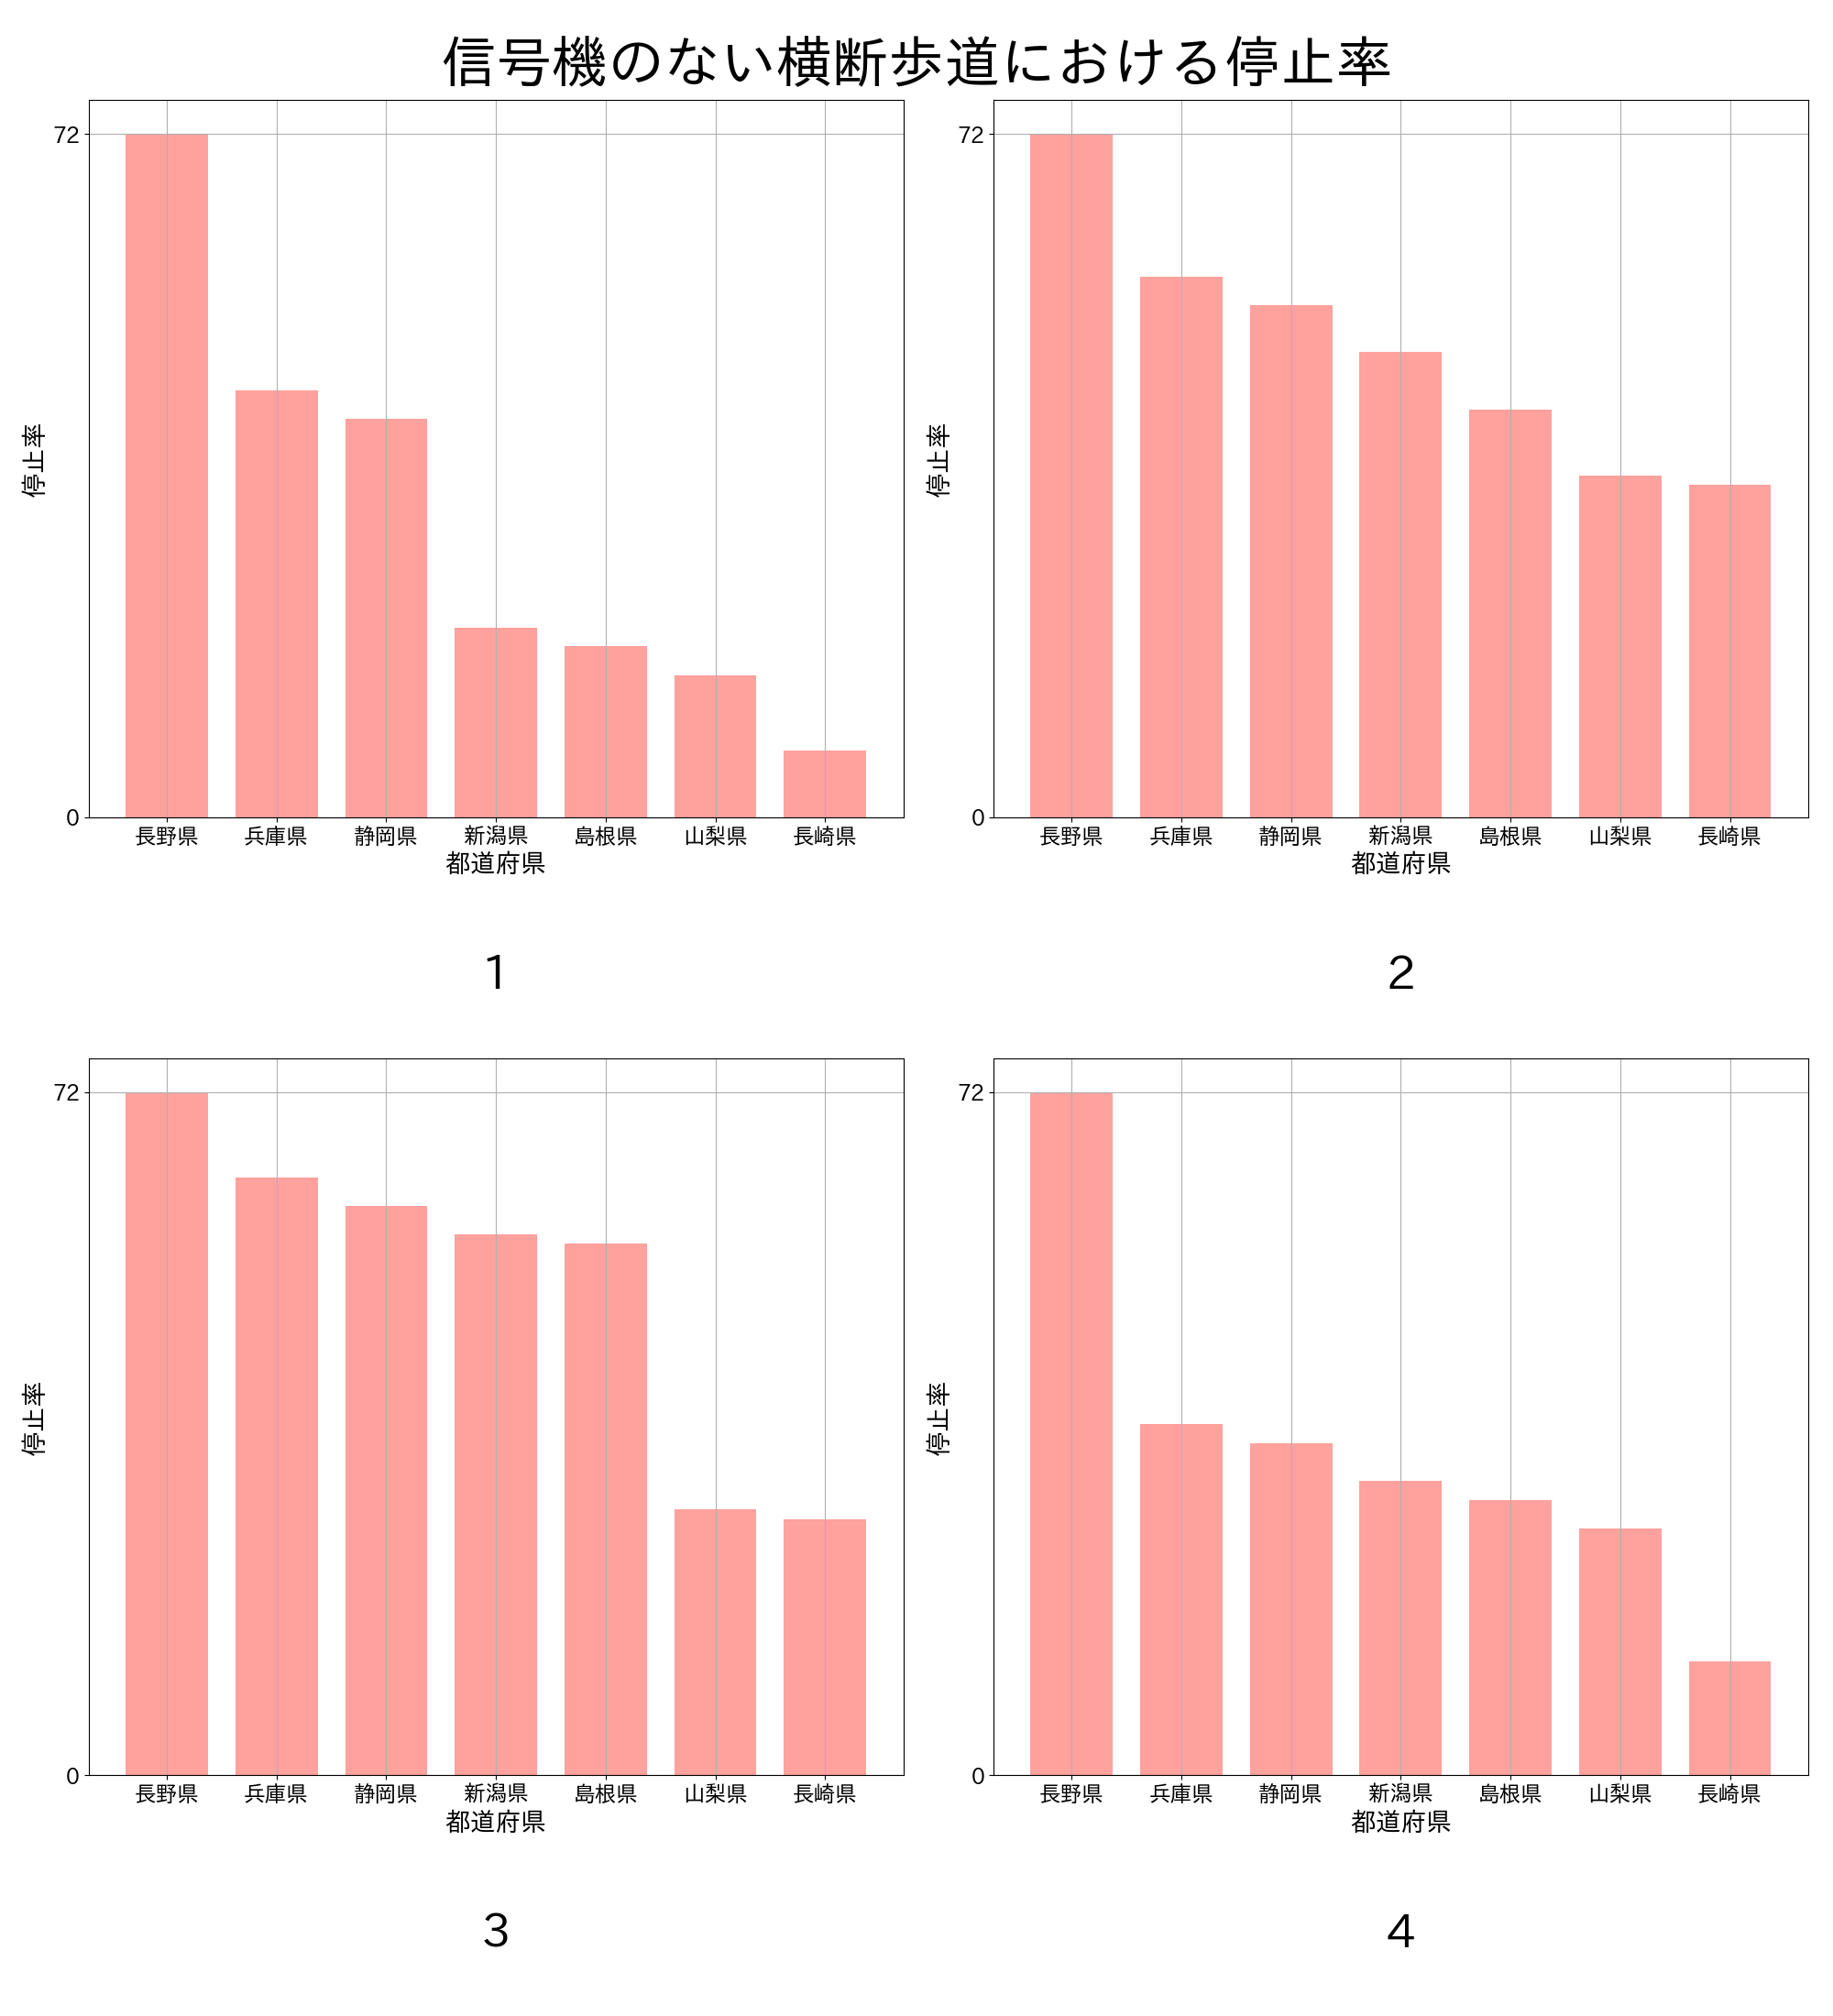 信号機のない横断歩道における停止率
72
停止率
0
長野県 兵庫県 静岡県 新潟県 島根県 山梨県 長崎県
都道府県
1
72
停止率
0
長野県 兵庫県 静岡県 新潟県 島根県 山梨県 長崎県
都道府県
2
72
停止率
0
長野県 兵庫県 静岡県 新潟県 島根県 山梨県 長崎県
都道府県
3
72
停止率
0
長野県 兵庫県 静岡県 新潟県 島根県 山梨県 長崎県
都道府県
4